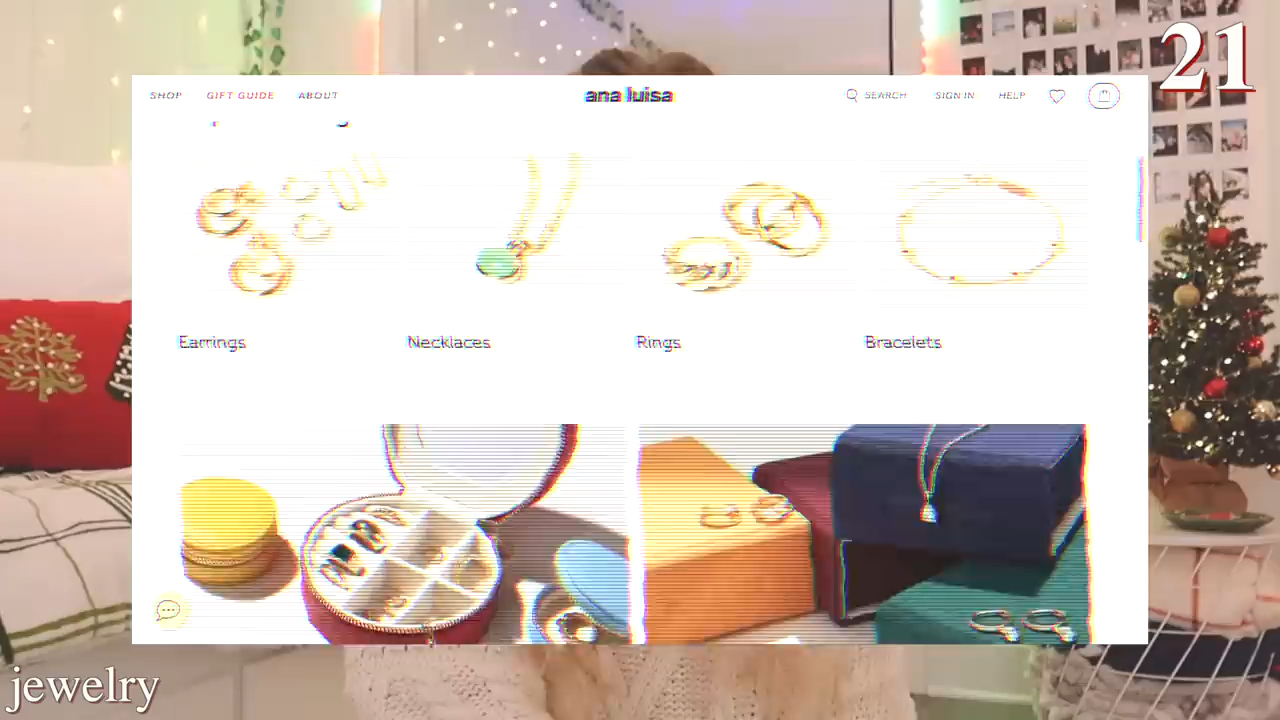 21
SHOP GIFT GUIDE ABOUT ana luisa SEARCH SIGN IN HELP
Earrings Necklaces Rings Bracelets
jewelry